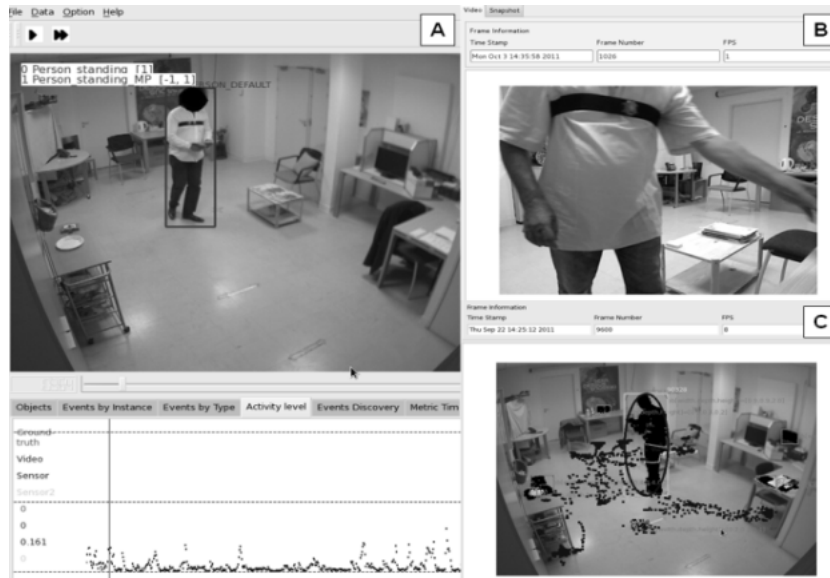 File Data Option Help
A
0 Person_standing [1]
1 Person_standing_MP [-1, 1]
PERSON_DEFAULT
Objects Events by Instance Events by Type Activity level Events Discovery Metric Tim
Ground-
truth
Video
Sensor
Sensor2
0
0
0.161
0
Video Snapshot
B
Frame Information
Time Stamp Frame Number FPS
Mon Oct 3 14:35:58 2011 1026 1
Frame Information
C
Time Stamp Frame Number FPS
Thu Sep 22 14:25:12 2011 9600 8